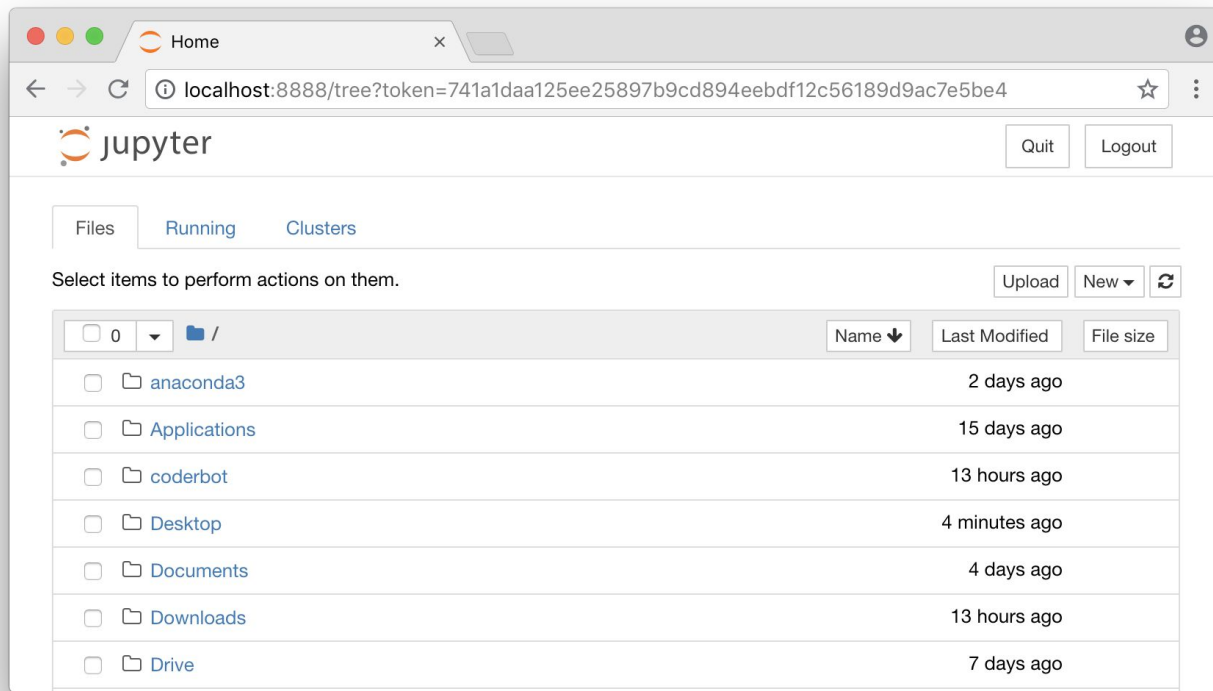 Home
localhost:8888/tree?token=741a1daa125ee25897b9cd894eebdf12c56189d9ac7e5be4
jupyter Quit Logout
Files Running Clusters
Select items to perform actions on them. Upload New
0 / Name Last Modified File size
anaconda3 2 days ago
Applications 15 days ago
coderbot 13 hours ago
Desktop 4 minutes ago
Documents 4 days ago
Downloads 13 hours ago
Drive 7 days ago